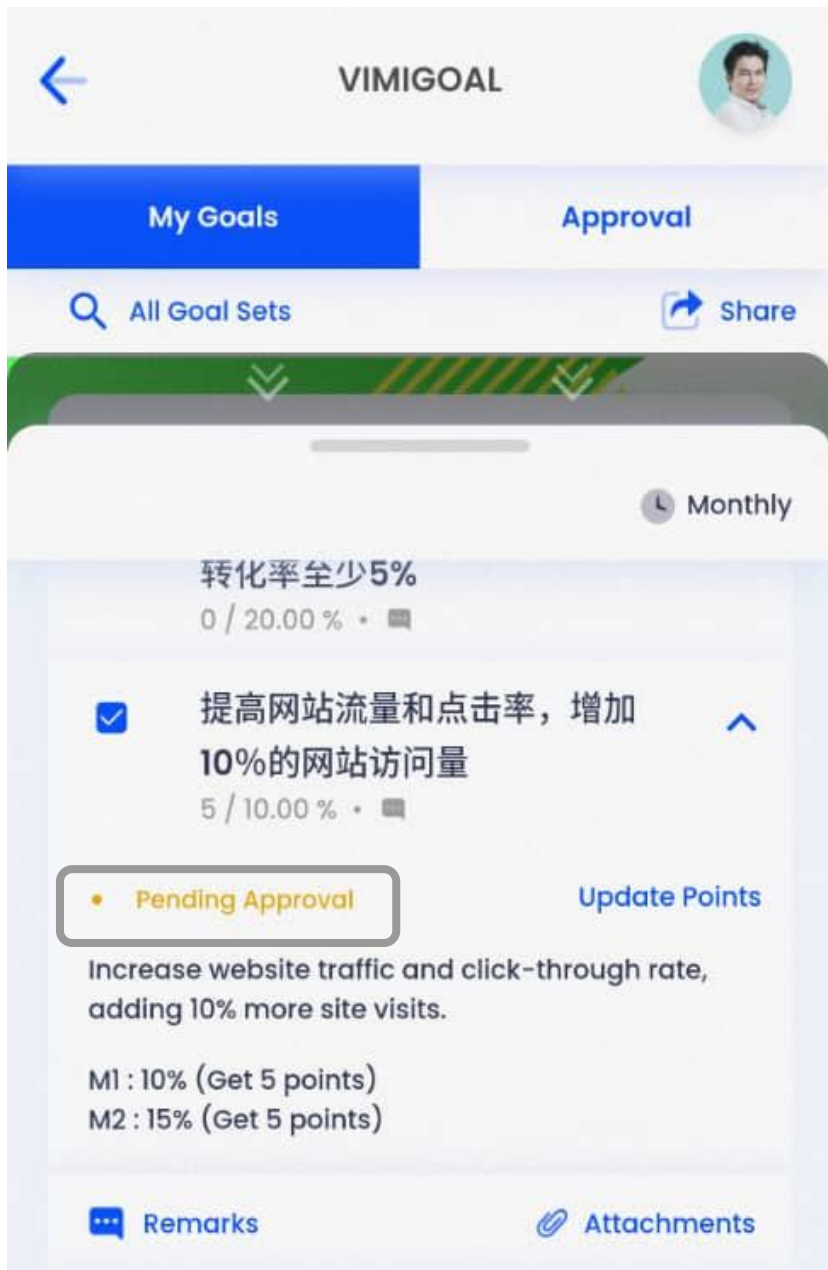 VIMIGOAL
My Goals
Approval
All Goal Sets
Share
Monthly
转化率至少5%
0 / 20.00 % •
提高网站流量和点击率，增加
10%的网站访问量
5 / 10.00 % •
• Pending Approval
Update Points
Increase website traffic and click-through rate,
adding 10% more site visits.
M1 : 10% (Get 5 points)
M2 : 15% (Get 5 points)
Remarks
Attachments